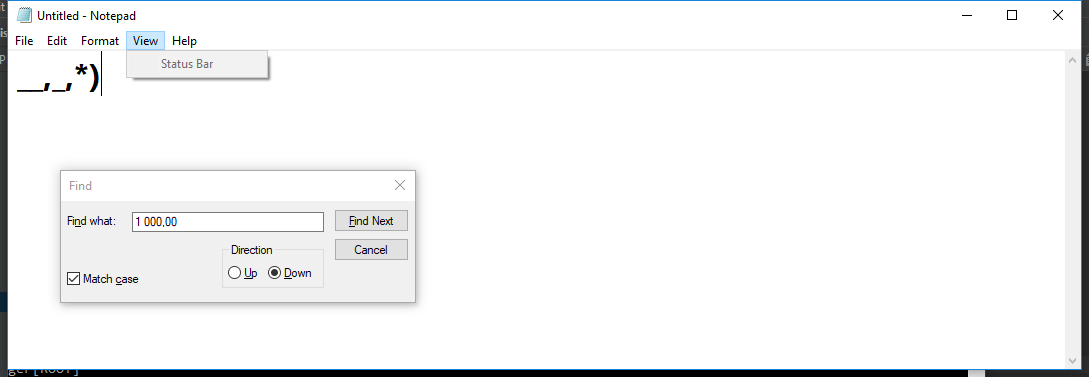 Untitled - Notepad
File Edit Format View Help
Status Bar
__,_,*)
Find
Find what: 1 000,00 Find Next
Direction Cancel
Up Down
Match case